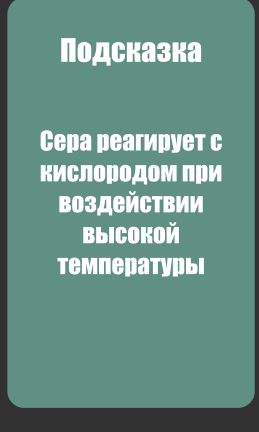 Подсказка
Сера реагирует с
кислородом при
воздействии
высокой
температуры